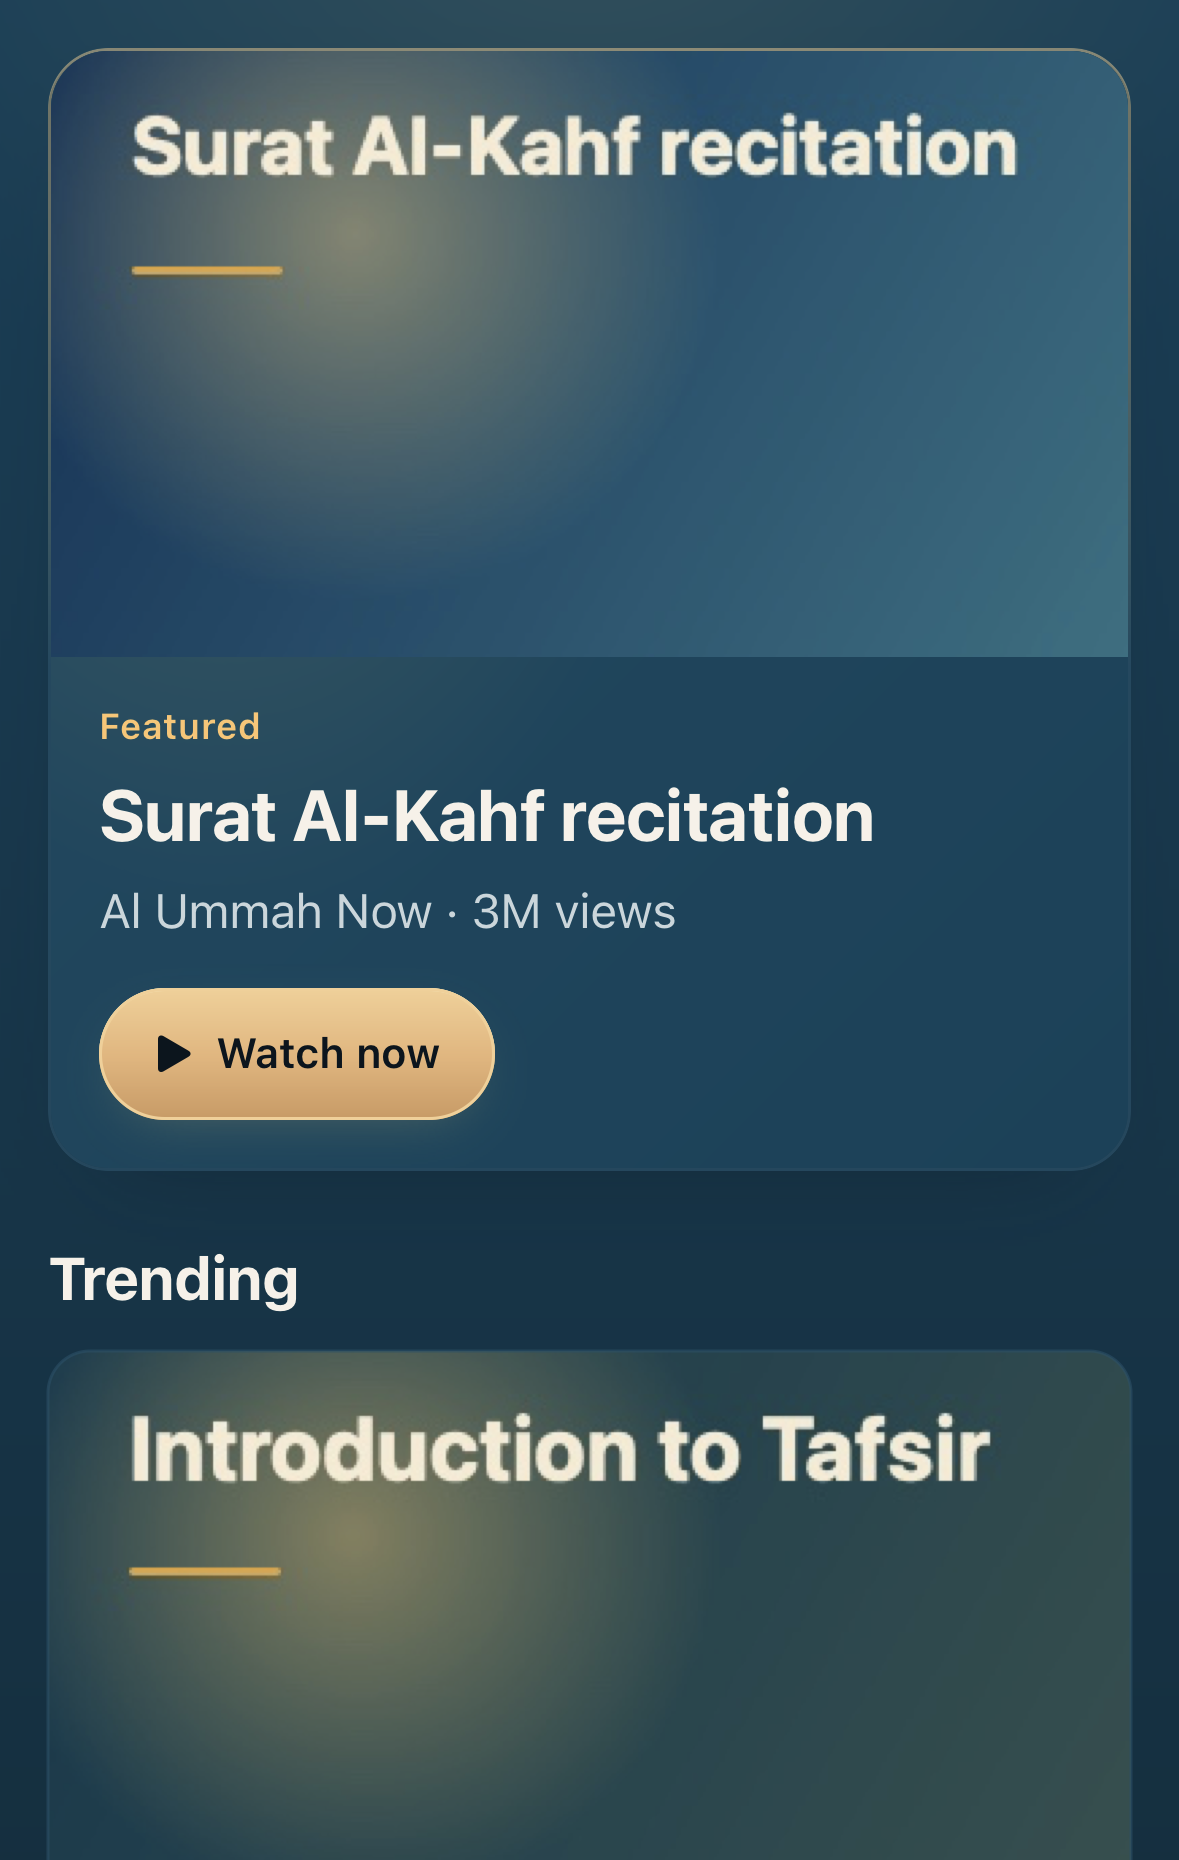 Surat Al-Kahf recitation
Featured
Surat Al-Kahf recitation
Al Ummah Now · 3M views
Watch now
Trending
Introduction to Tafsir